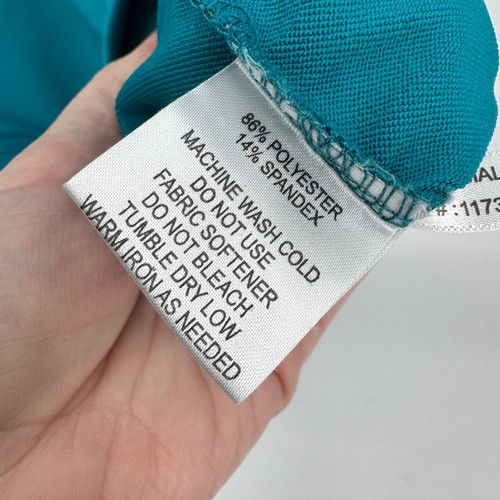 86% POLYESTER
14% SPANDEX
MACHINE WASH COLD
DO NOT USE
FABRIC SOFTENER
DO NOT BLEACH
TUMBLE DRY LOW
WARM IRON AS NEEDED
#:1173